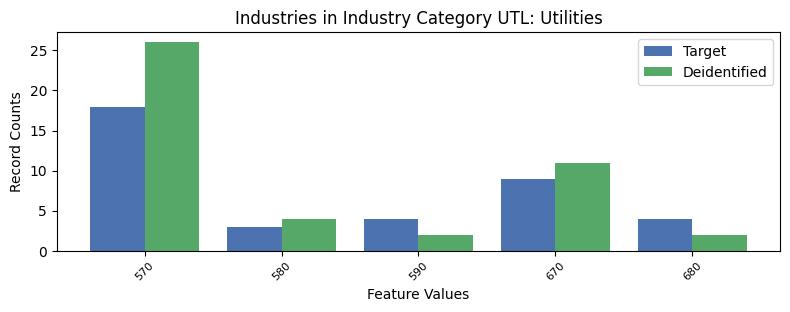 Industries in Industry Category UTL: Utilities
Target
Deidentified
Record Counts
25
20
15
10
5
0
570
580
590
670
680
Feature Values